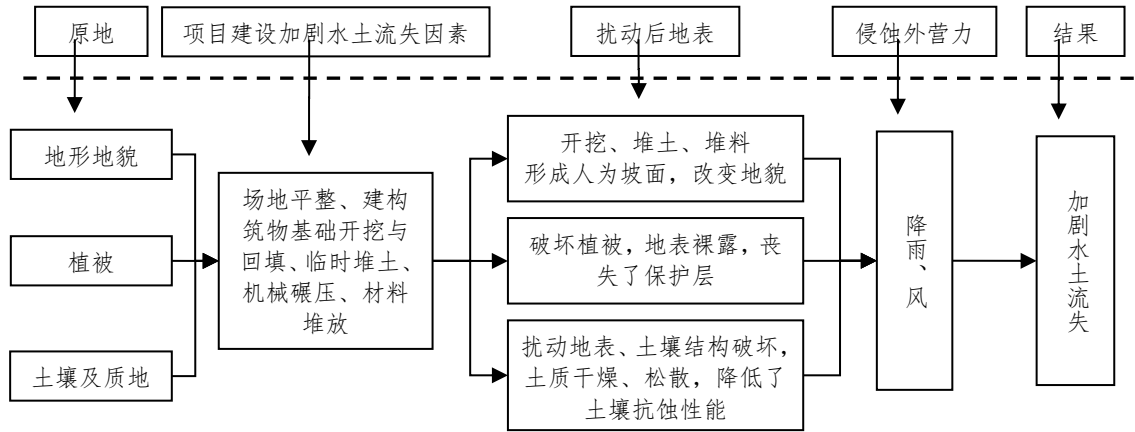 原地
项目建设加剧水土流失因素
扰动后地表
侵蚀外营力
结果
地形地貌
植被
土壤及质地
场地平整、建构
筑物基础开挖与
回填、临时堆土、
机械碾压、材料
堆放
开挖、堆土、堆料
形成人为坡面，改变地貌
破坏植被，地表裸露，丧
失了保护层
扰动地表、土壤结构破坏，
土质干燥、松散，降低了
土壤抗蚀性能
降雨、风
加剧水土流失